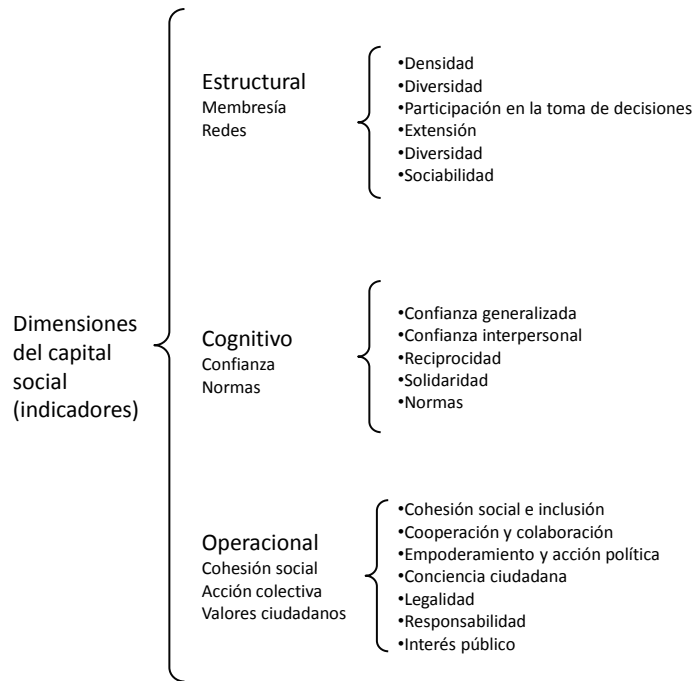 Dimensiones
del capital
social
(indicadores)
Estructural
Membresía
Redes
•Densidad
•Diversidad
•Participación en la toma de decisiones
•Extensión
•Diversidad
•Sociabilidad
Cognitivo
Confianza
Normas
•Confianza generalizada
•Confianza interpersonal
•Reciprocidad
•Solidaridad
•Normas
Operacional
Cohesión social
Acción colectiva
Valores ciudadanos
•Cohesión social e inclusión
•Cooperación y colaboración
•Empoderamiento y acción política
•Conciencia ciudadana
•Legalidad
•Responsabilidad
•Interés público